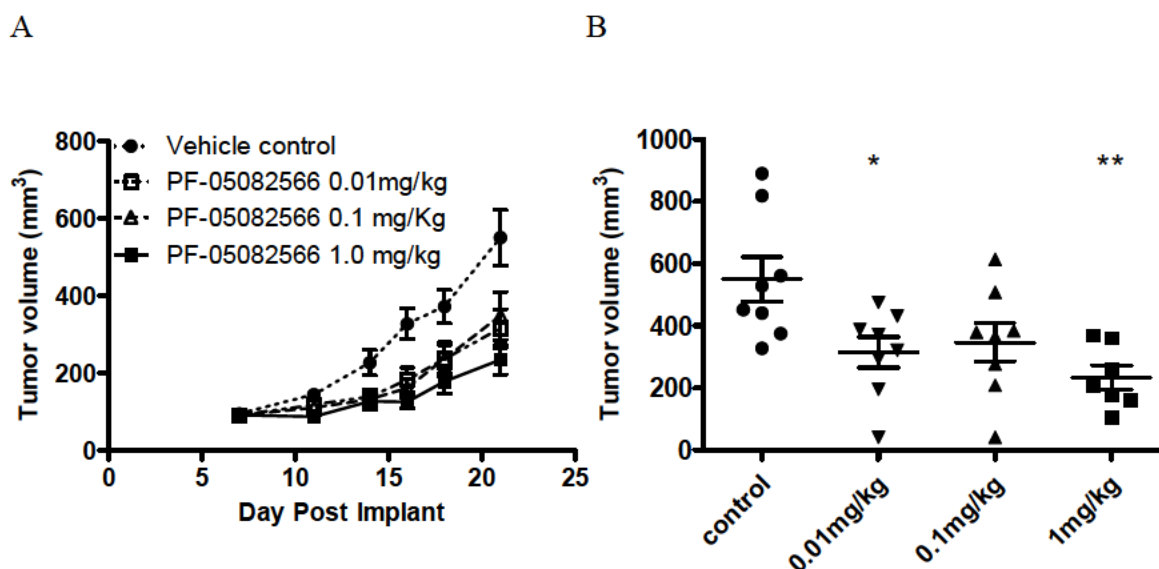 A
B
Tumor volume (mm³)
800
600
400
200
0
Vehicle control
PF-05082566 0.01mg/kg
PF-05082566 0.1 mg/Kg
PF-05082566 1.0 mg/kg
0 5 10 15 20 25
Day Post Implant
Tumor volume (mm³)
1000
800
600
400
200
0
* **
control
0.01mg/kg
0.1mg/kg
1mg/kg